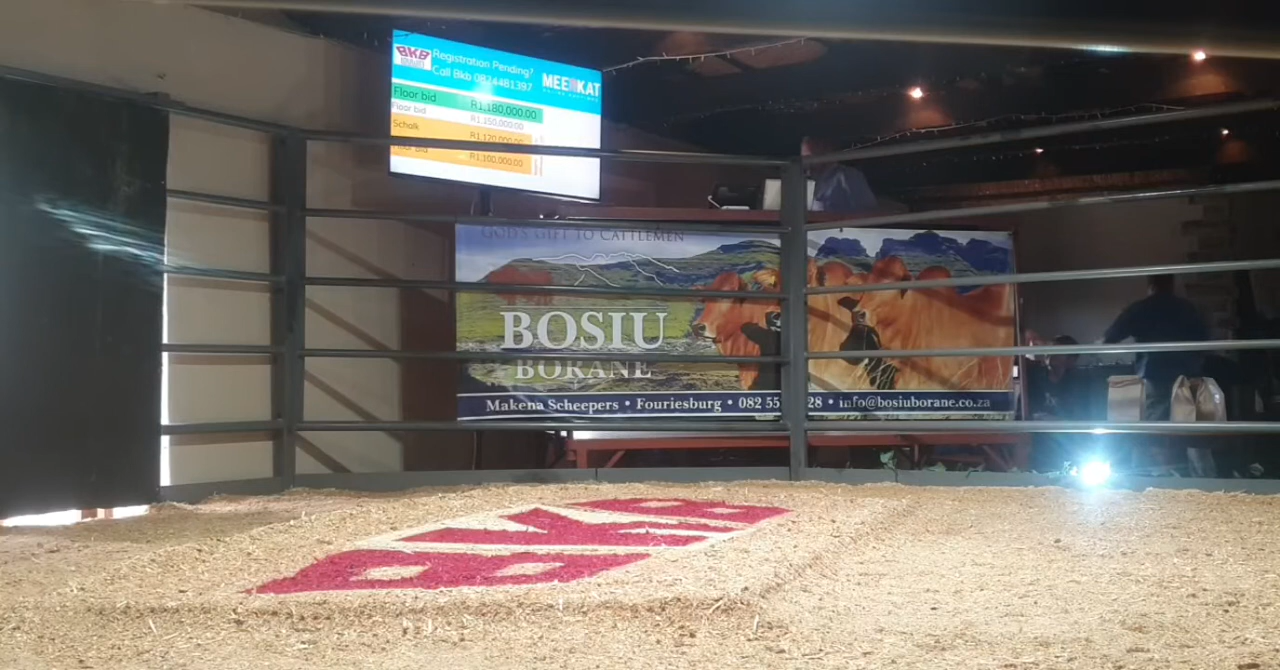 BKB
Registration Pending?
Call Bkb 0824481397
MEERKAT
Floor bid R1,180,000.00
Floor bid R1,150,000.00
Schalk R1,120,000.00
Floor bid R1,100,000.00
GOD'S GIFT TO CATTLEMEN
BOSIU
BORANE
Makena Scheepers • Fouriesburg • 082 55 28 • info@bosiuborane.co.za
BKB